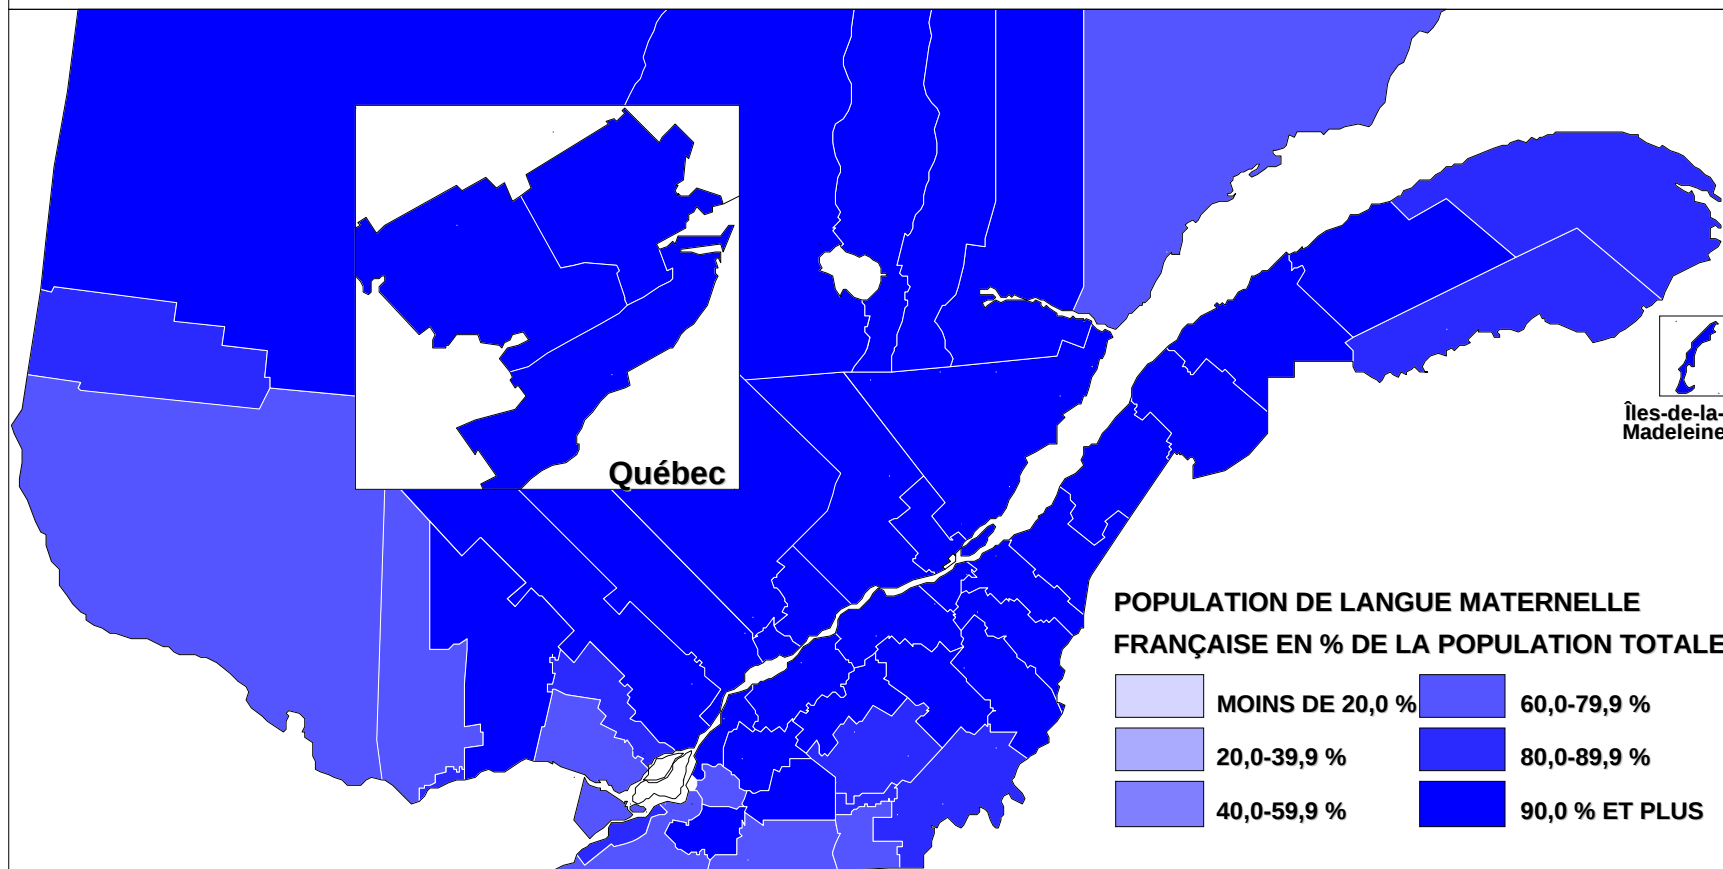 Québec
Îles-de-la-
Madeleine
POPULATION DE LANGUE MATERNELLE
FRANÇAISE EN % DE LA POPULATION TOTALE
MOINS DE 20,0 %
60,0-79,9 %
20,0-39,9 %
80,0-89,9 %
40,0-59,9 %
90,0 % ET PLUS